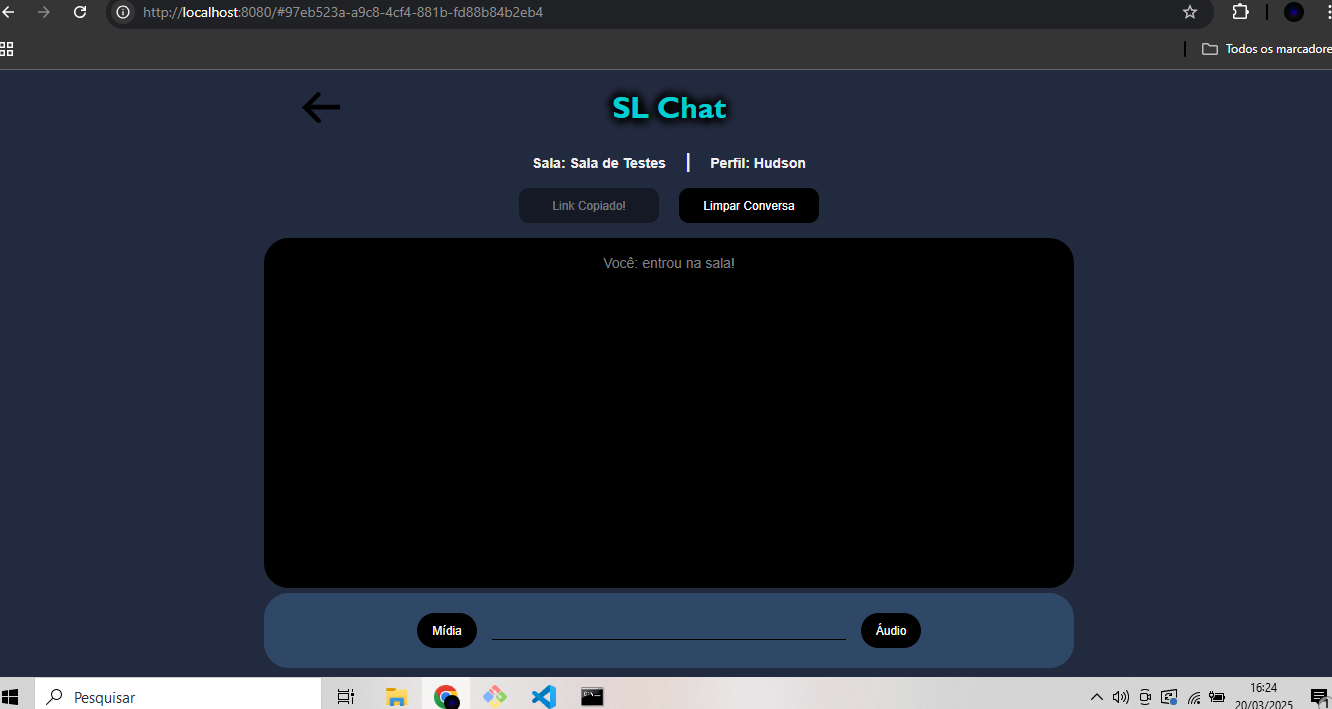 http://localhost:8080/#97eb523a-a9c8-4cf4-881b-fd88b84b2eb4
Todos os marcadore
SL Chat
Sala: Sala de Testes | Perfil: Hudson
Link Copiado! Limpar Conversa
Você: entrou na sala!
Mídia Áudio
Pesquisar
16:24
20/03/2025